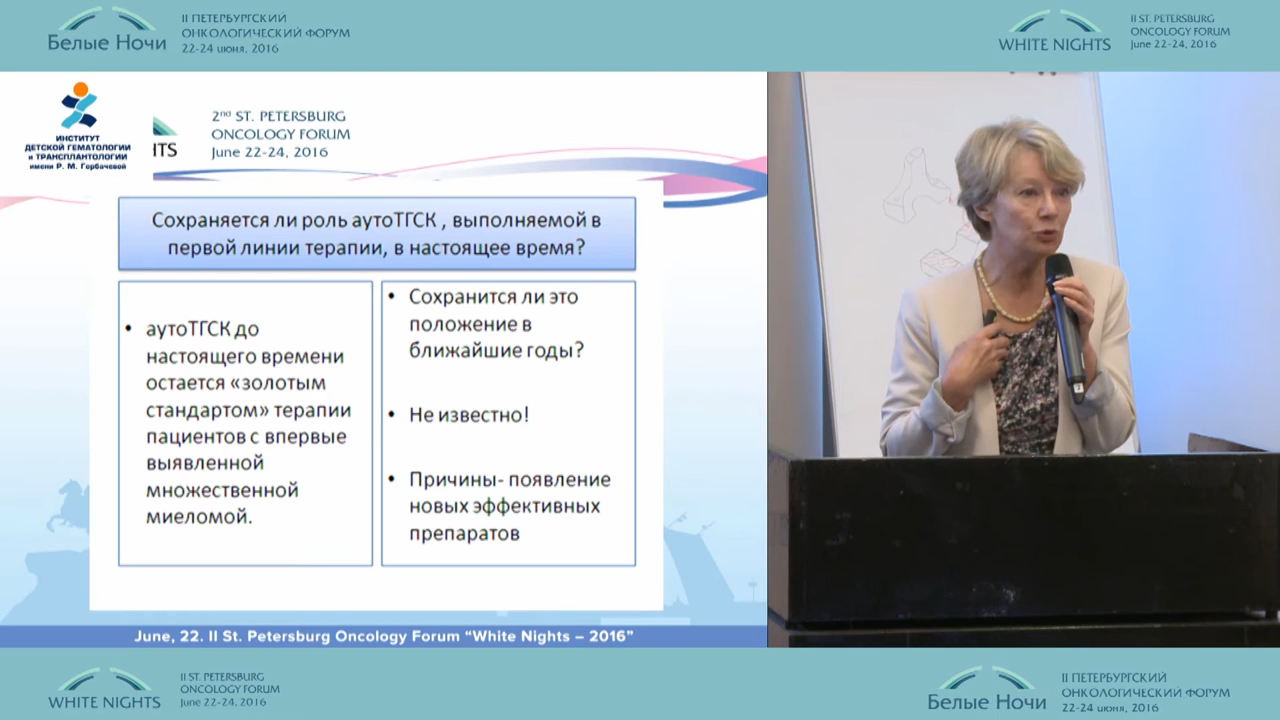 Белые Ночи
II ПЕТЕРБУРГСКИЙ
ОНКОЛОГИЧЕСКИЙ ФОРУМ
22-24 июня, 2016
WHITE NIGHTS
II ST. PETERSBURG
ONCOLOGY FORUM
June 22-24, 2016
ИНСТИТУТ
ДЕТСКОЙ ГЕМАТОЛОГИИ
и ТРАНСПЛАНТОЛОГИИ
имени Р. М. Горбачевой
HTS
2nd ST. PETERSBURG
ONCOLOGY FORUM
June 22-24, 2016
Сохраняется ли роль аутоТГСК , выполняемой в
первой линии терапии, в настоящее время?
• аутоТГСК до
настоящего времени
остается «золотым
стандартом» терапии
пациентов с впервые
выявленной
множественной
миеломой.
• Сохранится ли это
положение в
ближайшие годы?
• Не известно!
• Причины- появление
новых эффективных
препаратов
June, 22. II St. Petersburg Oncology Forum “White Nights – 2016”
WHITE NIGHTS
II ST. PETERSBURG
ONCOLOGY FORUM
June 22-24, 2016
Белые Ночи
II ПЕТЕРБУРГСКИЙ
ОНКОЛОГИЧЕСКИЙ ФОРУМ
22-24 июня, 2016